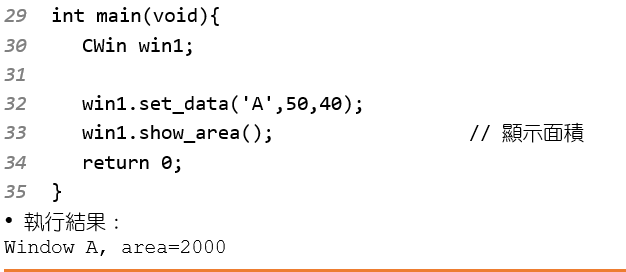 29 int main(void){
30    CWin win1;
31
32    win1.set_data('A',50,40);
33    win1.show_area();                // 顯示面積
34    return 0;
35 }
• 執行結果：
Window A, area=2000